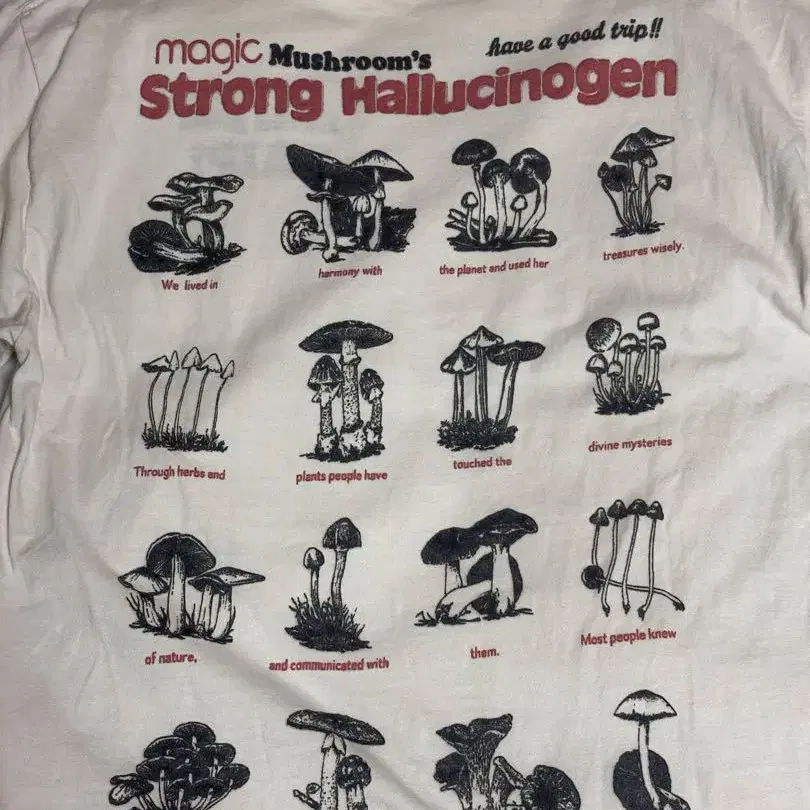 magic Mushroom's have a good trip!!
Strong Hallucinogen
We lived in
harmony with
the planet and used her
treasures wisely.
Through herbs and
plants people have
touched the
divine mysteries
of nature,
and communicated with
them.
Most people knew